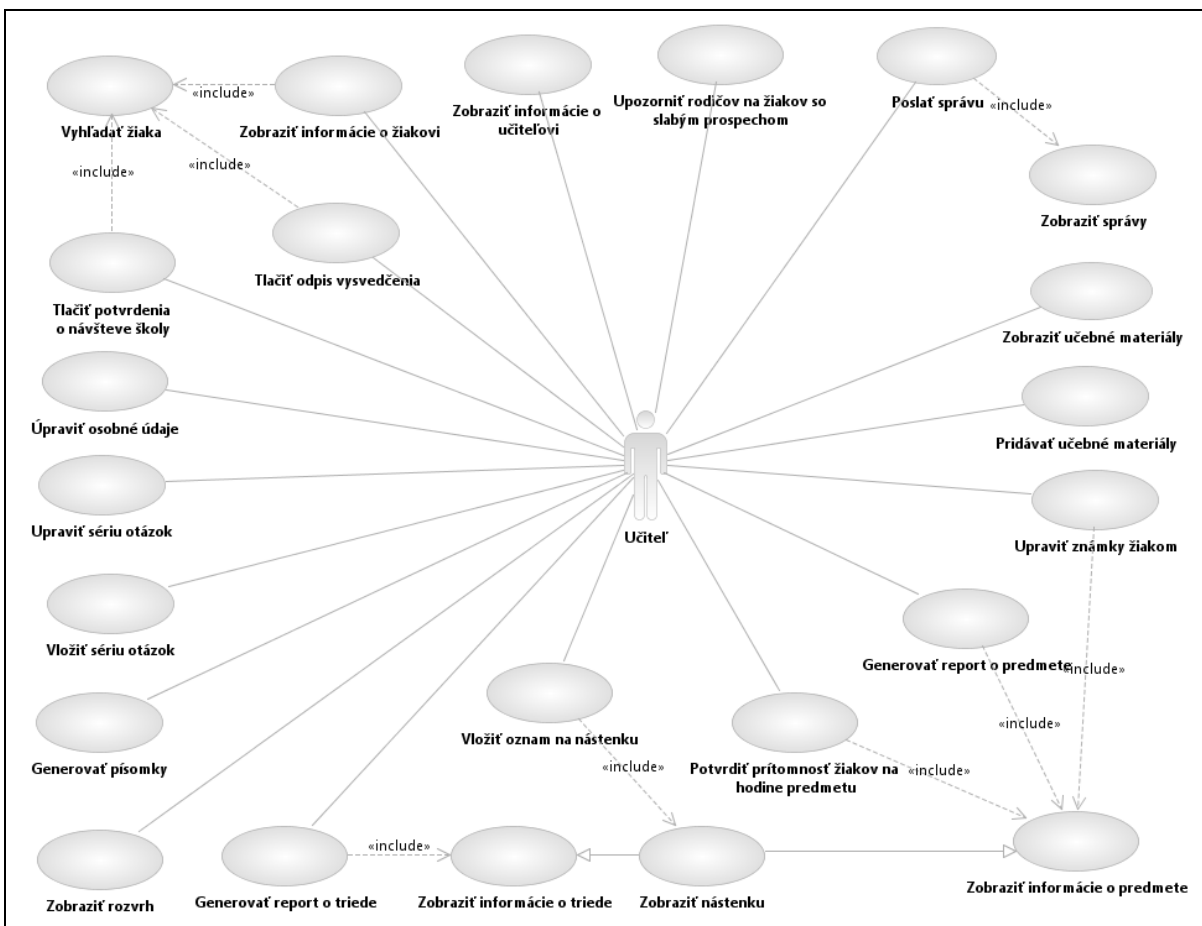 «include»
Vyhľadať žiaka
Zobraziť informácie o žiakovi
Zobraziť informácie o
učiteľovi
Upozorniť rodičov na žiakov so
slabým prospechom
Poslať správu
«include»
«include»
«include»
Zobraziť správy
Tlačiť odpis vysvedčenia
Tlačiť potvrdenia
o návšteve školy
Zobraziť učebné materiály
Úpraviť osobné údaje
Pridávať učebné materiály
Upraviť sériu otázok
Učiteľ
Upraviť známky žiakom
Vložiť sériu otázok
Generovať report o predmete
«include»
«include»
Generovať písomky
Vložiť oznam na nástenku
«include»
Potvrdiť prítomnosť žiakov na
hodine predmetu
«include»
«include»
Zobraziť rozvrh
Generovať report o triede
Zobraziť informácie o triede
Zobraziť nástenku
Zobraziť informácie o predmete